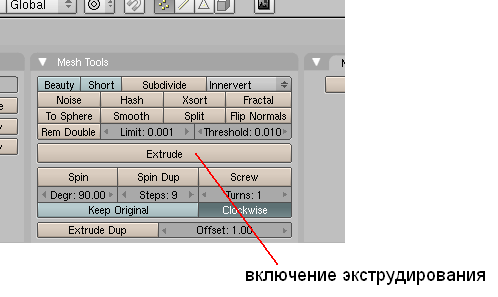 Global
Mesh Tools
Beauty Short Subdivide Innervert
Noise Hash Xsort Fractal
To Sphere Smooth Split Flip Normals
Rem Double Limit: 0.001 Threshold: 0.010
Extrude
Spin Spin Dup Screw
Degr: 90.00 Steps: 9 Turns: 1
Keep Original Clockwise
Extrude Dup Offset: 1.00
включение экструдирования